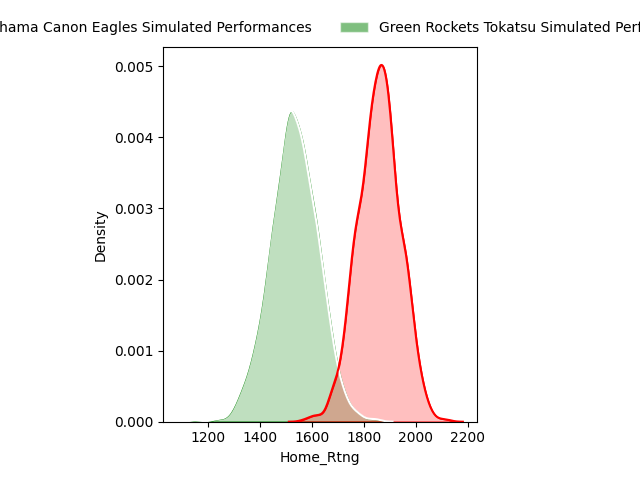 hama Canon Eagles Simulated Performances Green Rockets Tokatsu Simulated Perf
0.005
0.004
0.003
0.002
0.001
0.000
Density
1200 1400 1600 1800 2000 2200
Home_Rtng